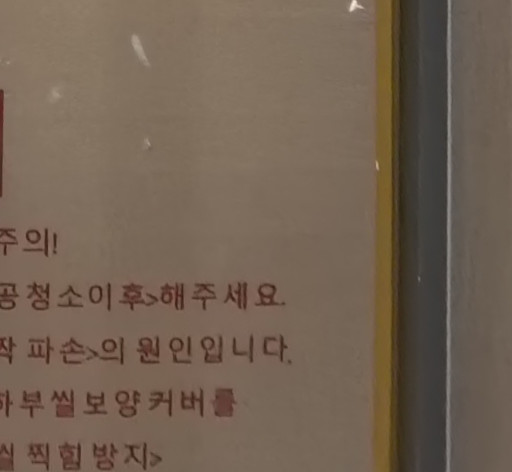 주의!
공청소이후>해주세요.
작 파손>의 원인입니다.
하부씰보양커버를
씰 찍힘 방지>